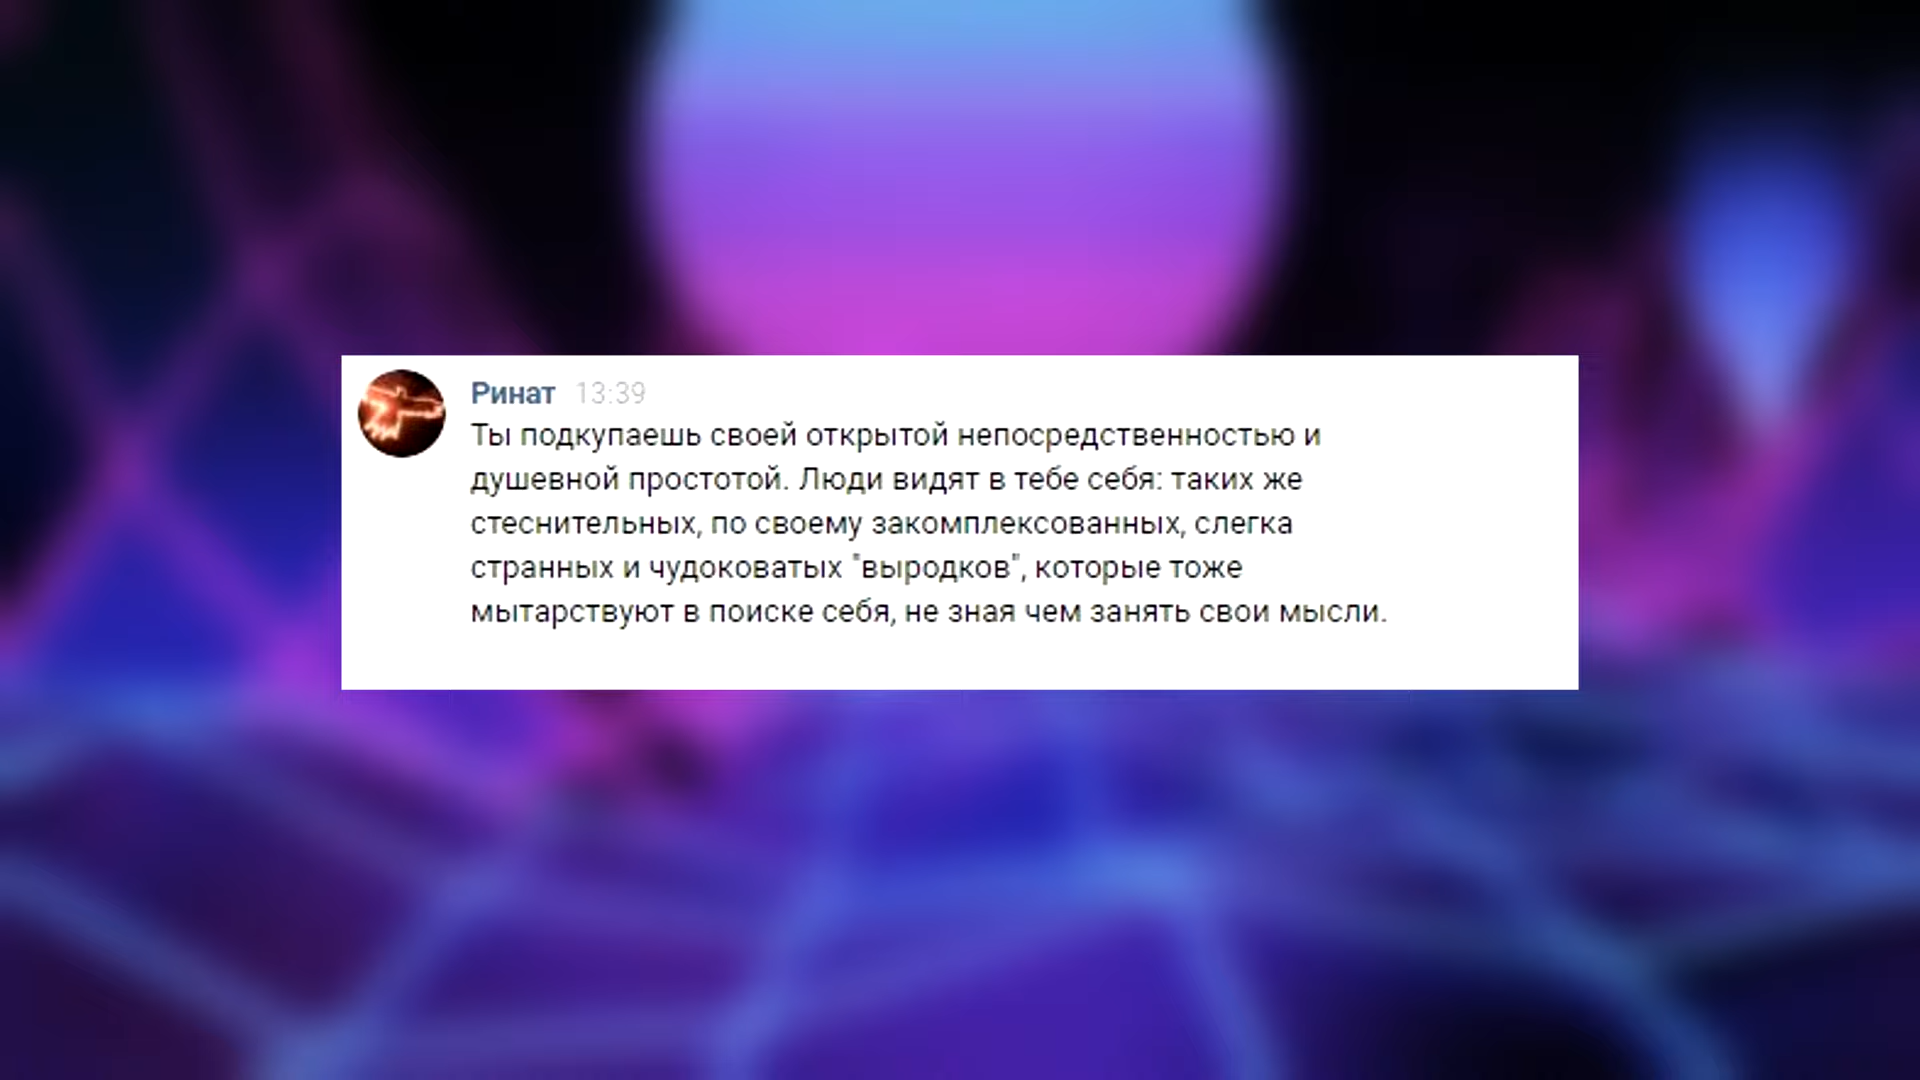 Ринат 13:39
Ты подкупаешь своей открытой непосредственностью и
душевной простотой. Люди видят в тебе себя: таких же
стеснительных, по своему закомплексованных, слегка
странных и чудоковатых "выродков", которые тоже
мытарствуют в поиске себя, не зная чем занять свои мысли.